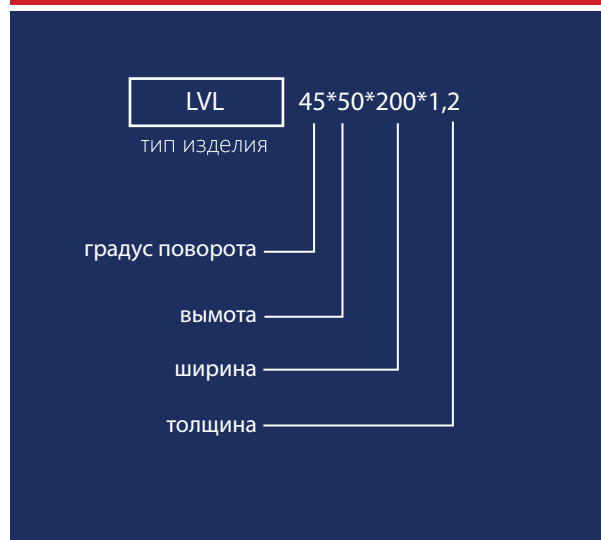 LVL 45*50*200*1,2
тип изделия
градус поворота
вымота
ширина
толщина